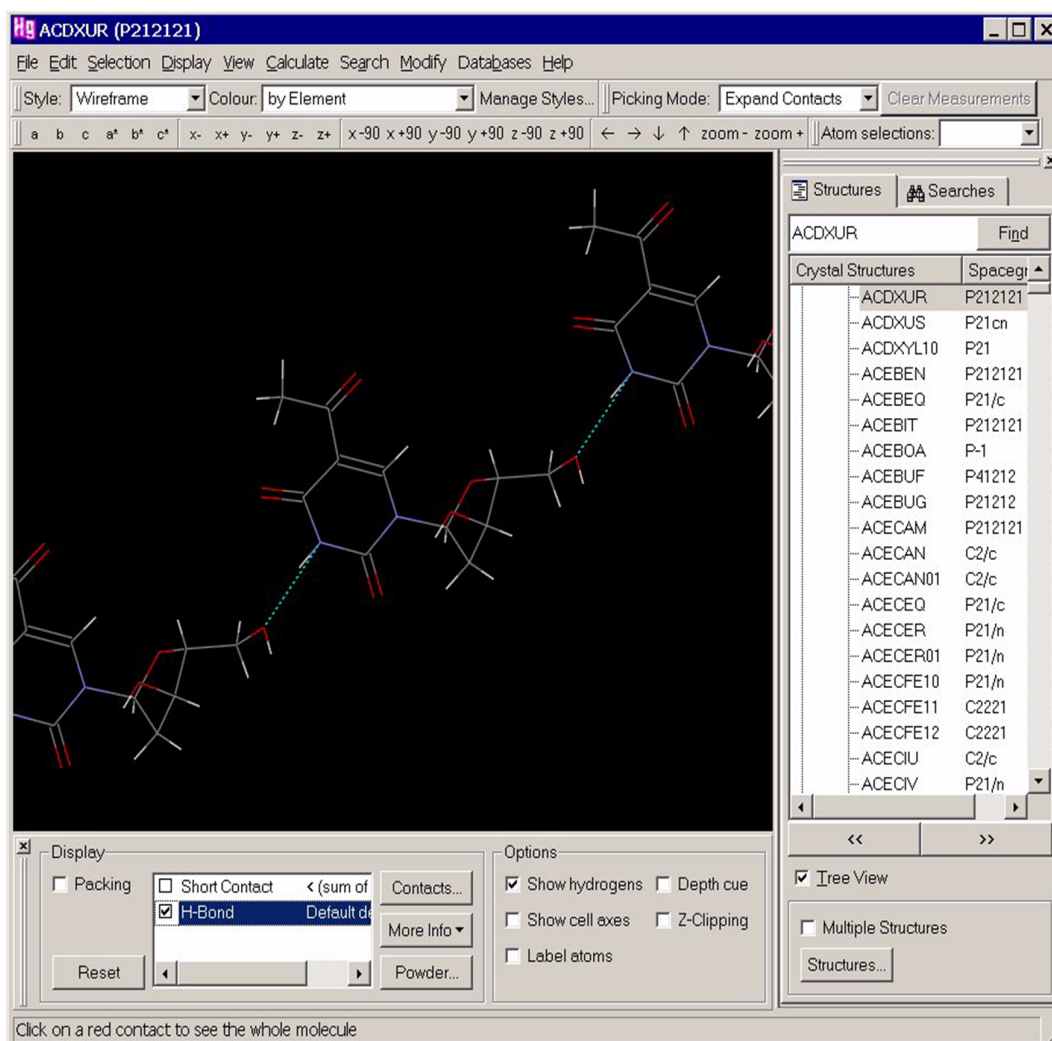 Hg ACDXUR (P212121)
File Edit Selection Display View Calculate Search Modify Databases Help
Style: Wireframe Colour: by Element Manage Styles... Picking Mode: Expand Contacts Clear Measurements
a b c a* b* c* x- x+ y- y+ z- z+ x-90 x+90 y-90 y+90 z-90 z+90 ← → ↓ ↑ zoom- zoom+ Atom selections:
Structures Searches
ACDXUR Find
Crystal Structures Spacegr
ACDXUR P212121
ACDXUS P21cn
ACDXYL10 P21
ACEBEN P212121
ACEBEQ P21/c
ACEBIT P212121
ACEBOA P-1
ACEBUF P41212
ACEBUG P21212
ACECAM P212121
ACECAN C2/c
ACECAN01 C2/c
ACECEQ P21/c
ACECER P21/n
ACECER01 P21/n
ACECFE10 P21/n
ACECFE11 C2221
ACECFE12 C2221
ACECIU C2/c
ACECIV P21/n
<< >>
Tree View
Multiple Structures
Structures...
Display
Packing
Short Contact < (sum of
H-Bond Default de
Contacts...
More Info
Reset
Powder...
Options
Show hydrogens Depth cue
Show cell axes Z-Clipping
Label atoms
Click on a red contact to see the whole molecule